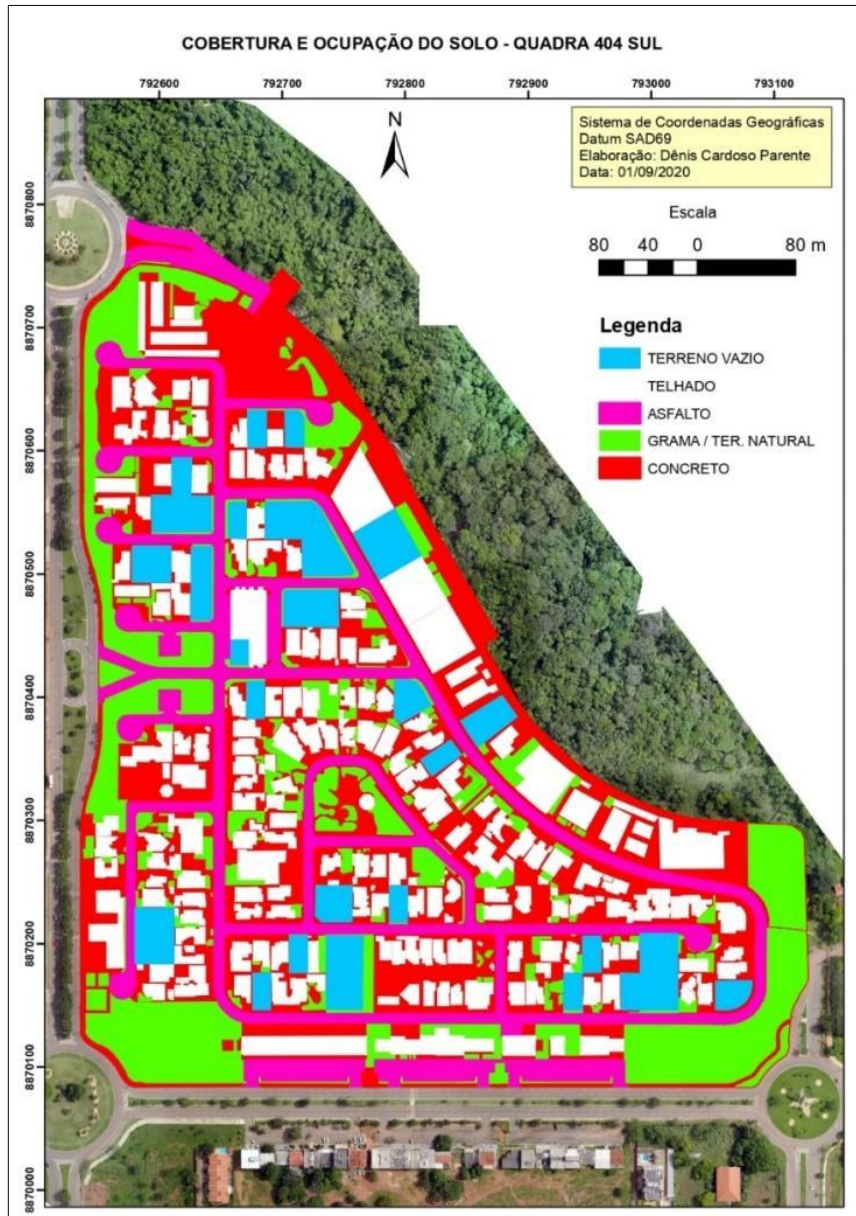 COBERTURA E OCUPAÇÃO DO SOLO - QUADRA 404 SUL
792600 792700 792800 792900 793000 793100
Sistema de Coordenadas Geográficas
Datum SAD69
Elaboração: Dênis Cardoso Parente
Data: 01/09/2020
N
Escala
80 40 0 80 m
Legenda
TERRENO VAZIO
TELHADO
ASFALTO
GRAMA / TER. NATURAL
CONCRETO
8870800
8870700
8870600
8870500
8870400
8870300
8870200
8870100
8870000